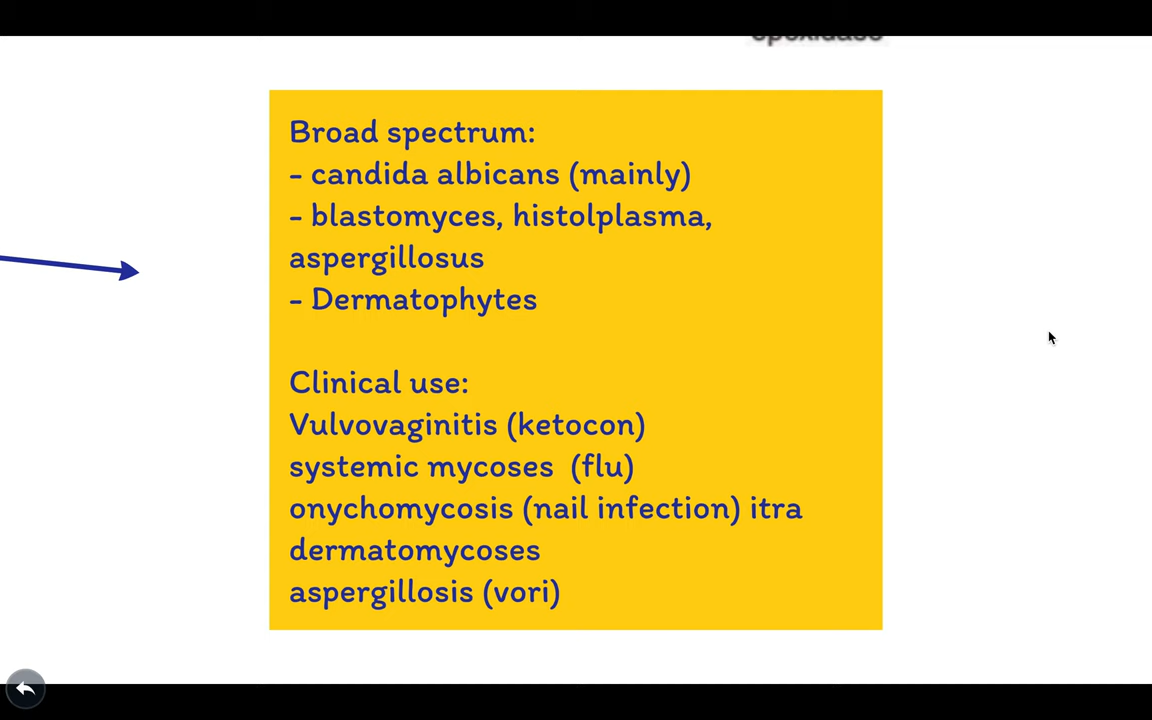 Broad spectrum:
- candida albicans (mainly)
- blastomyces, histolplasma,
aspergillosus
- Dermatophytes
Clinical use:
Vulvovaginitis (ketocon)
systemic mycoses (flu)
onychomycosis (nail infection) itra
dermatomycoses
aspergillosis (vori)